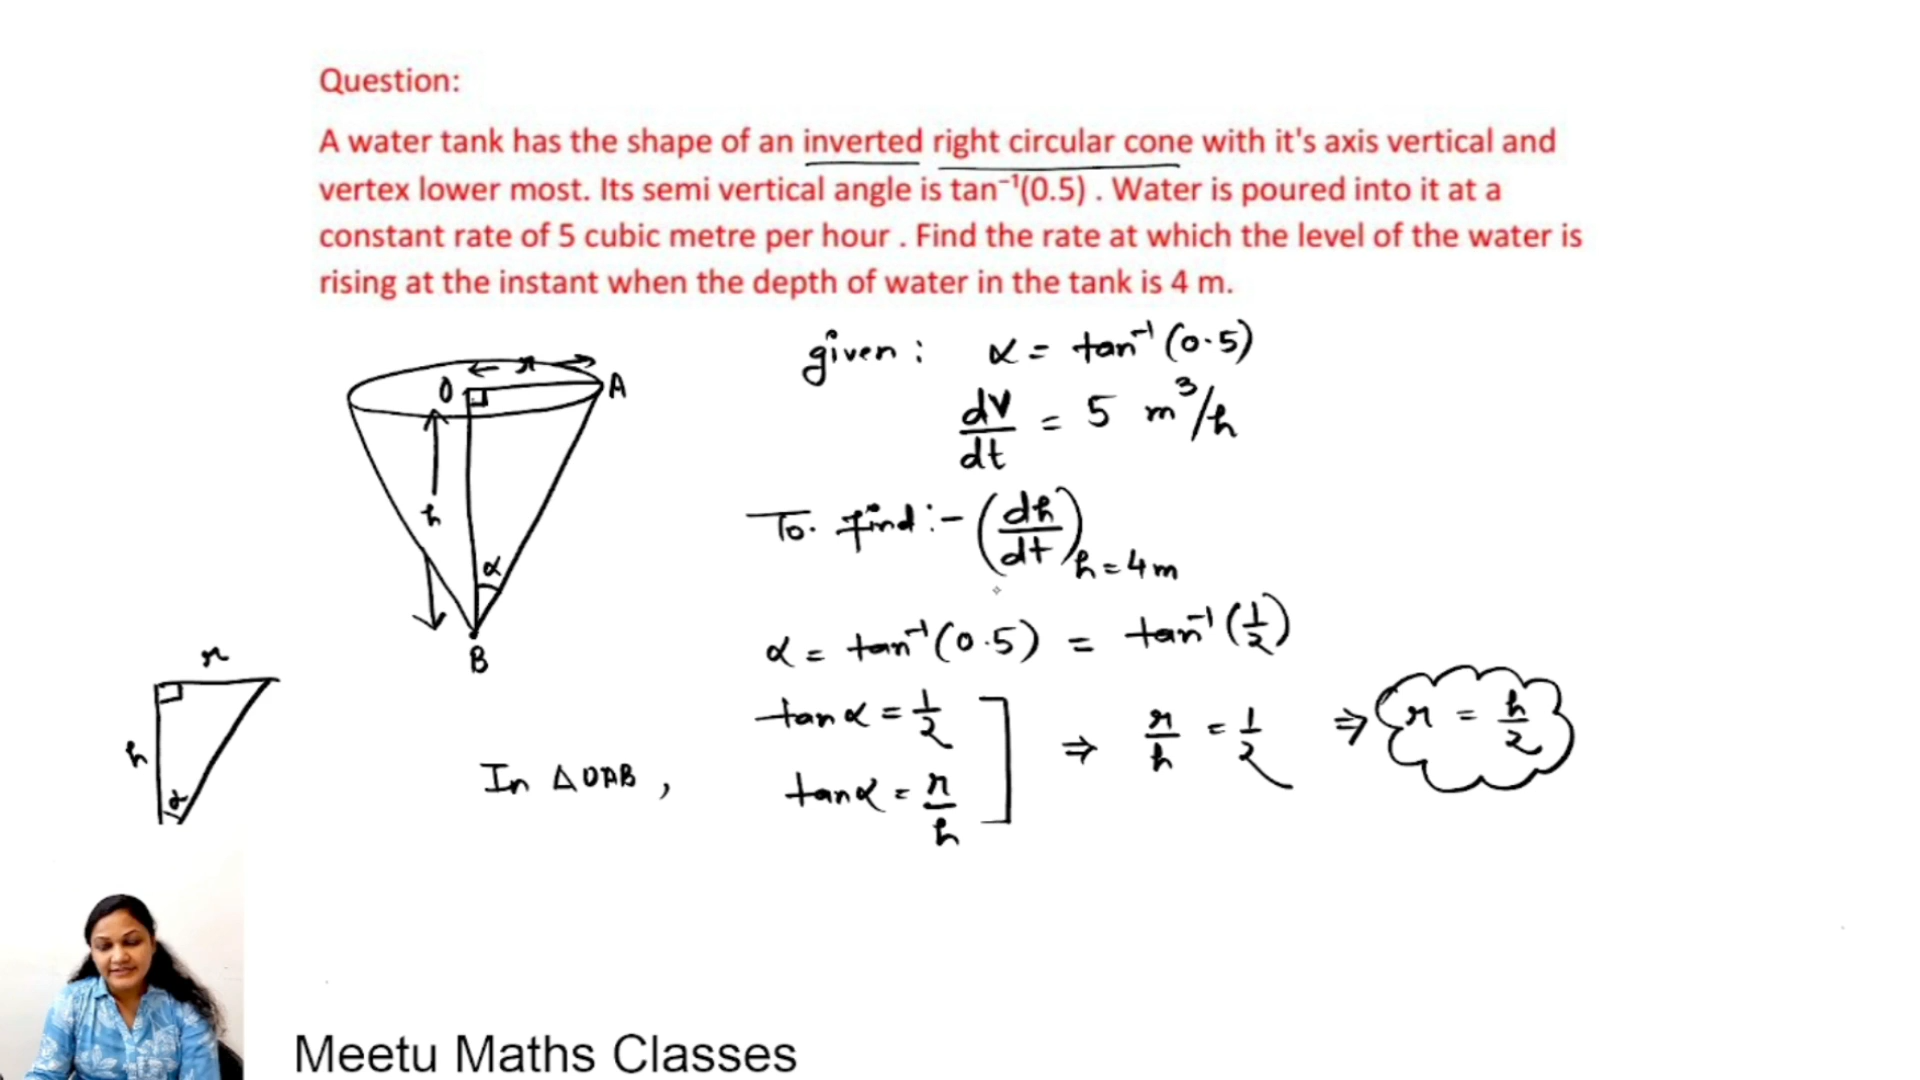 Question:
A water tank has the shape of an inverted right circular cone with it's axis vertical and
vertex lower most. Its semi vertical angle is tan⁻¹(0.5) . Water is poured into it at a
constant rate of 5 cubic metre per hour . Find the rate at which the level of the water is
rising at the instant when the depth of water in the tank is 4 m.
given : α = tan⁻¹ (0.5)
r
O
A
dV/dt = 5 m³/h
h
To find :- (dh/dt) h = 4m
α
B
α = tan⁻¹(0.5) = tan⁻¹(1/2)
r
h
α
tan α = 1/2
⇒ r/h = 1/2 ⇒ r = h/2
In △OAB , tanα = r/h
Meetu Maths Classes